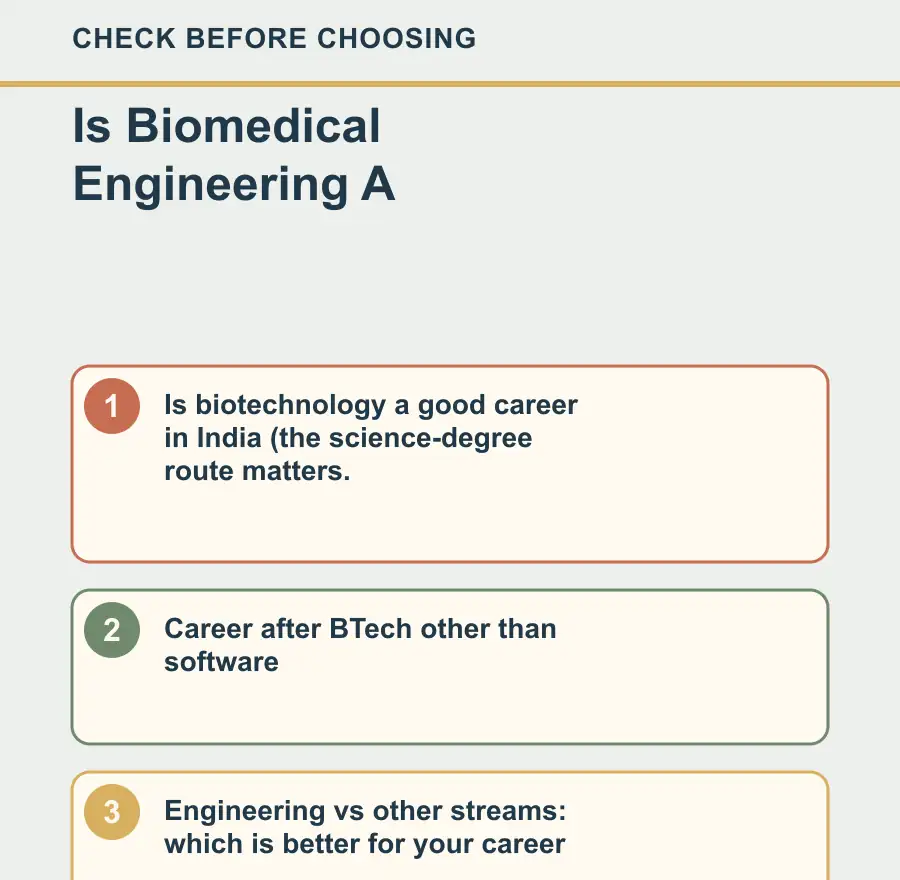 CHECK BEFORE CHOOSING
Is Biomedical
Engineering A
1
Is biotechnology a good career
in India (the science-degree
route matters.
2
Career after BTech other than
software
3
Engineering vs other streams:
which is better for your career